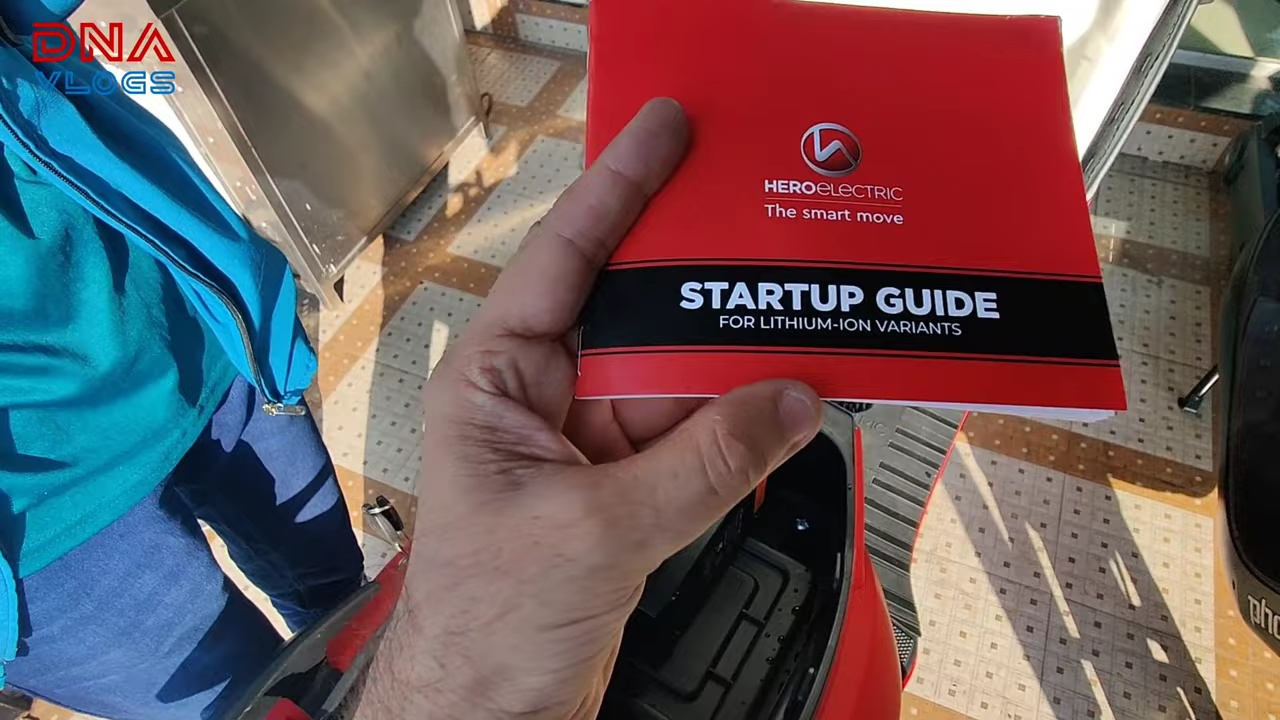 DNA
VLOGS
HEROELECTRIC
The smart move
STARTUP GUIDE
FOR LITHIUM-ION VARIANTS